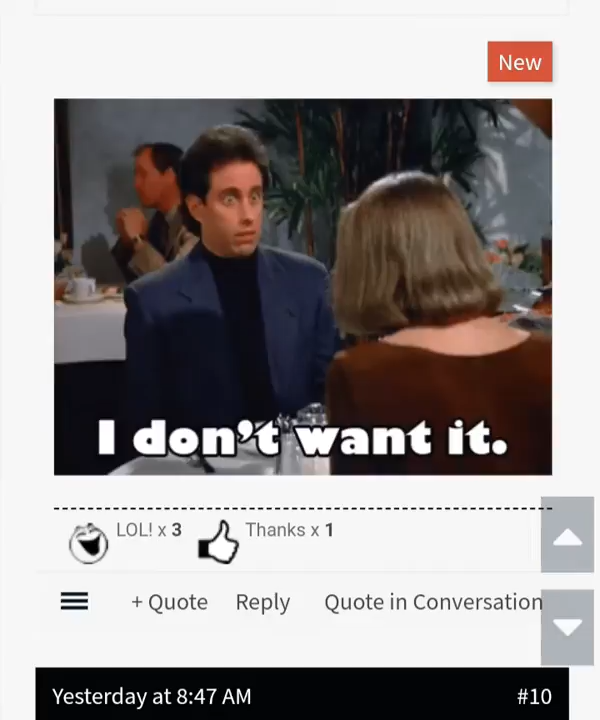 New
I don't want it.
LOL! x 3 Thanks x 1
+ Quote Reply Quote in Conversation
Yesterday at 8:47 AM #10